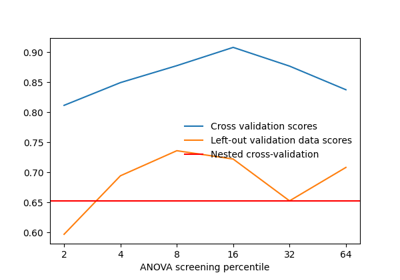 0.90
0.85
0.80
0.75
0.70
0.65
0.60
Cross validation scores
Left-out validation data scores
Nested cross-validation
2 4 8 16 32 64
ANOVA screening percentile